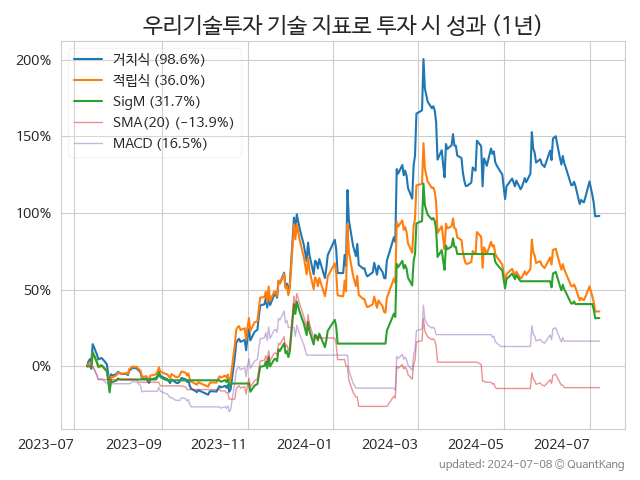 우리기술투자 기술 지표로 투자 시 성과 (1년)
거치식 (98.6%)
적립식 (36.0%)
SigM (31.7%)
SMA(20) (−13.9%)
MACD (16.5%)
200%
150%
100%
50%
0%
2023-07 2023-09 2023-11 2024-01 2024-03 2024-05 2024-07
updated: 2024-07-08 ⓒ QuantKang